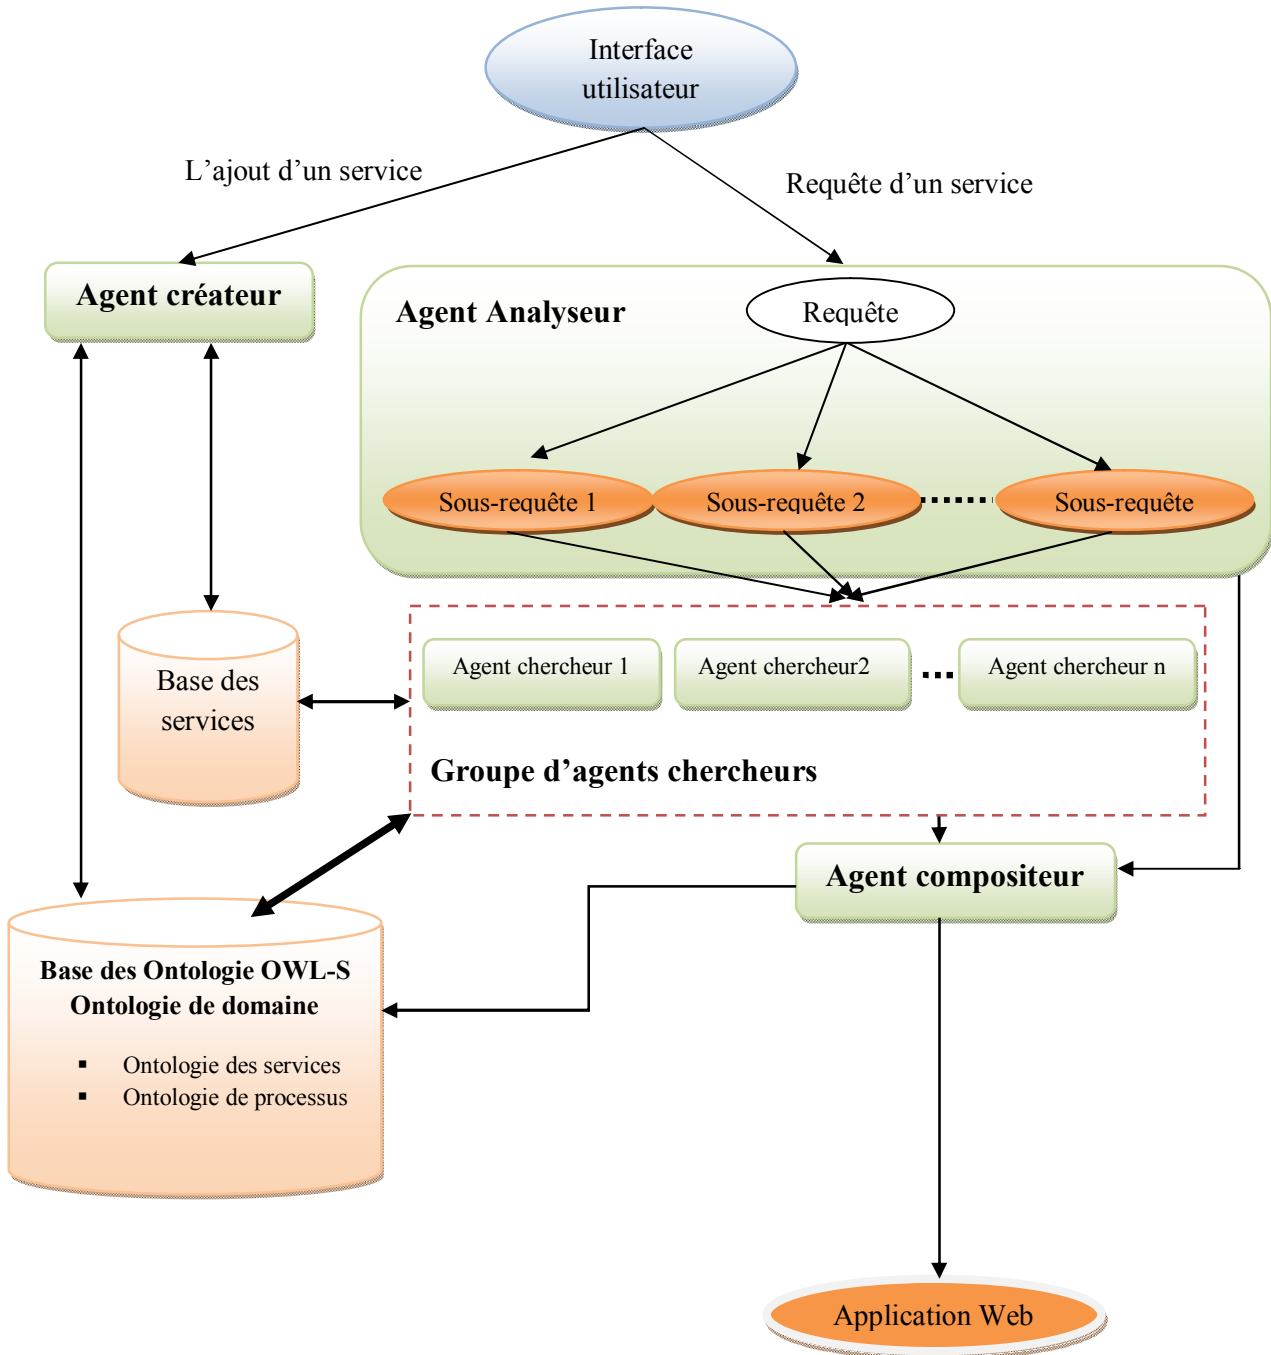 Interface
utilisateur
L’ajout d’un service
Requête d’un service
Agent créateur
Agent Analyseur
Requête
Sous-requête 1
Sous-requête 2
Sous-requête
Agent chercheur 1
Agent chercheur2
Agent chercheur n
Base des
services
Groupe d’agents chercheurs
Agent compositeur
Base des Ontologie OWL-S
Ontologie de domaine
▪ Ontologie des services
▪ Ontologie de processus
Application Web